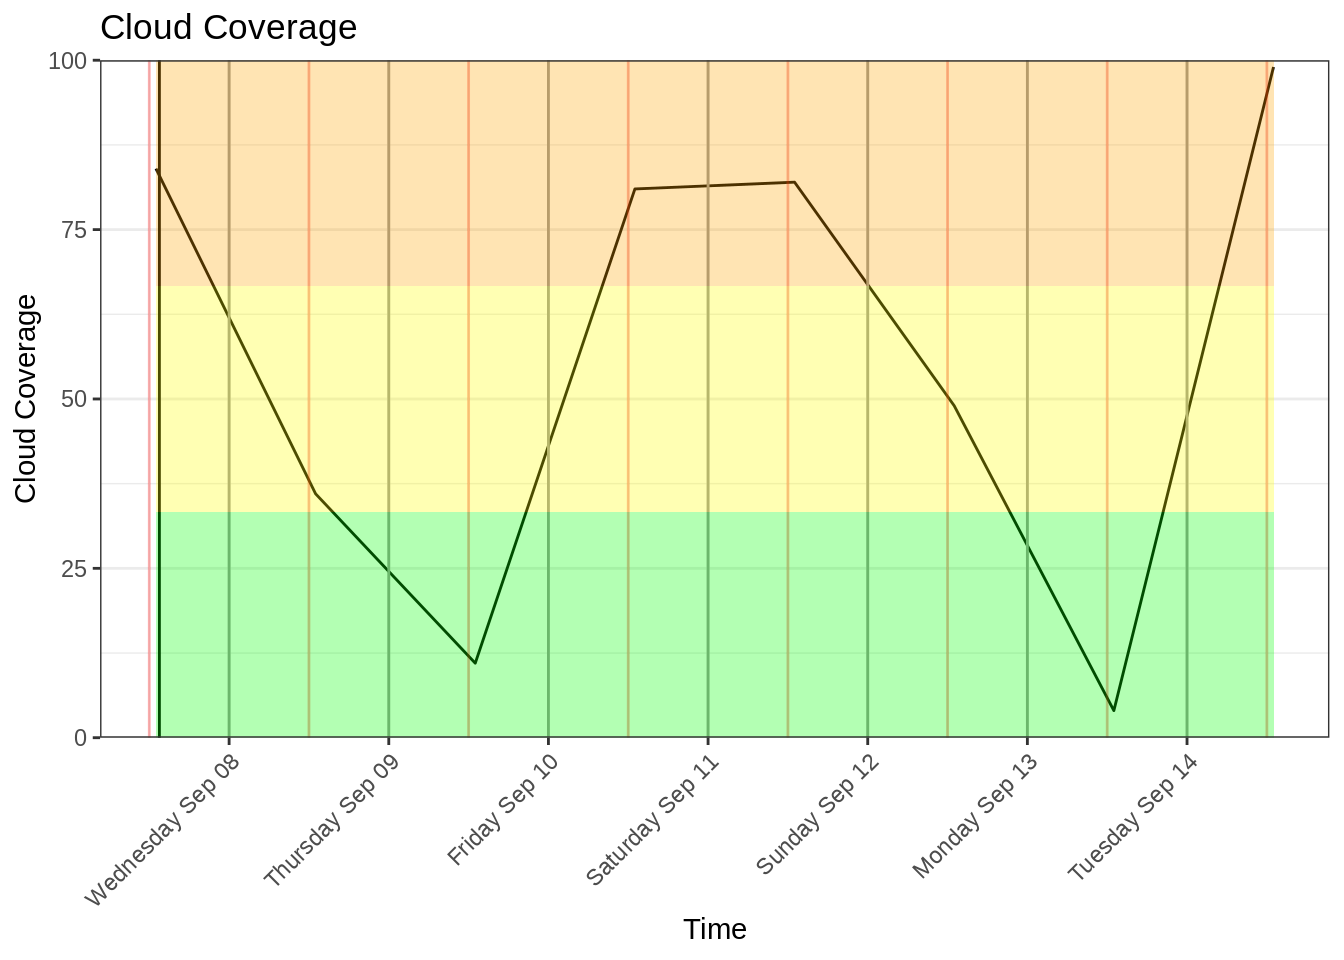 Cloud Coverage
100
75
50
25
0
Cloud Coverage
Wednesday Sep 08
Thursday Sep 09
Friday Sep 10
Saturday Sep 11
Sunday Sep 12
Monday Sep 13
Tuesday Sep 14
Time